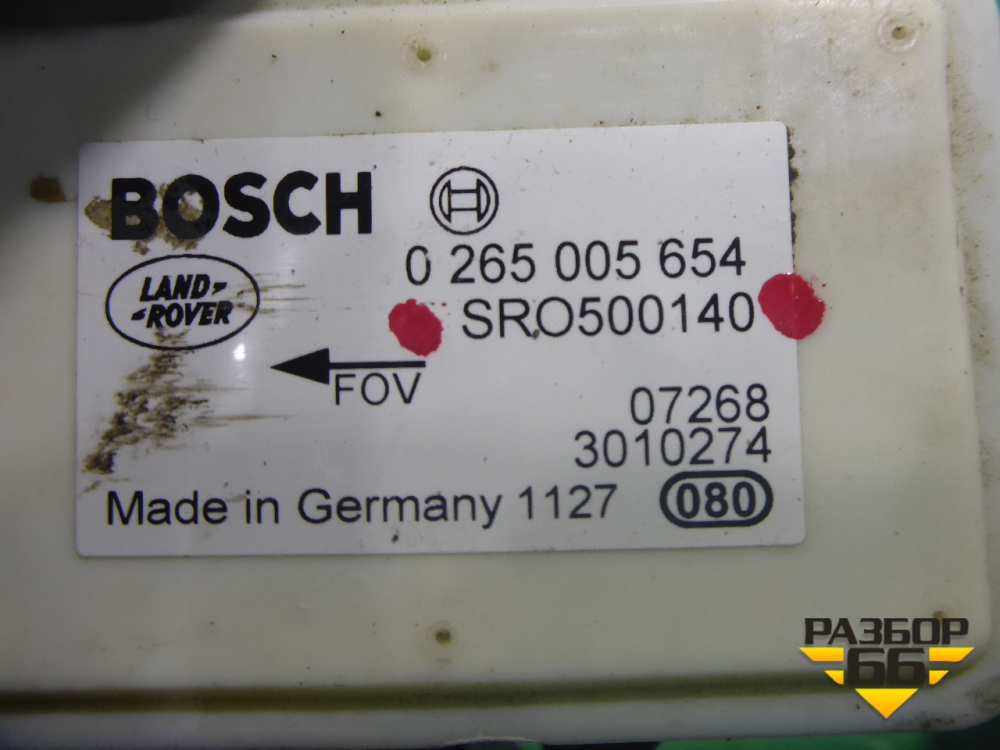 BOSCH
0 265 005 654
LAND-
-ROVER
SRO500140
FOV
07268
3010274
Made in Germany 1127 080
РАЗБОР
66